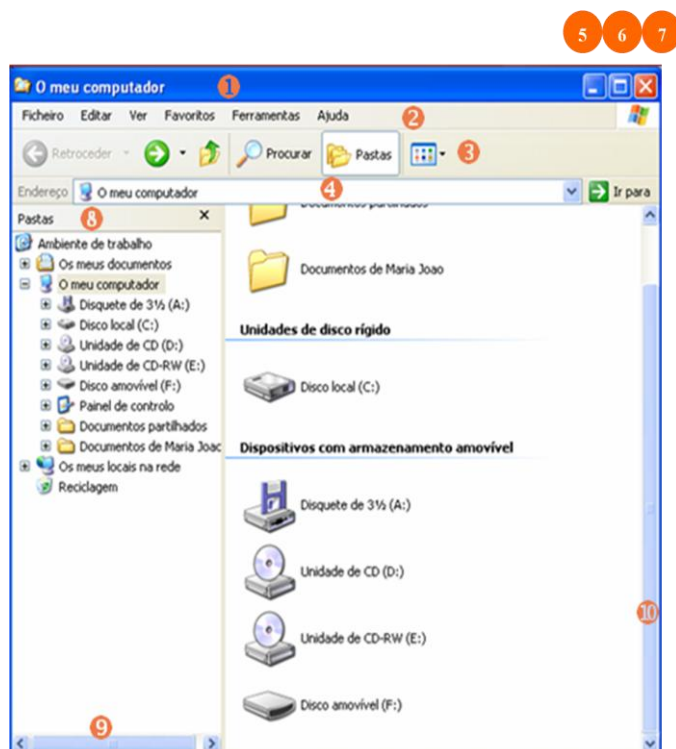 5 6 7
O meu computador 1
Ficheiro Editar Ver Favoritos Ferramentas Ajuda 2
Retroceder Procurar Pastas 3
Endereço O meu computador 4 Ir para
Pastas 8 x
Ambiente de trabalho
Os meus documentos
O meu computador
Disquete de 3½ (A:)
Disco local (C:)
Unidade de CD (D:)
Unidade de CD-RW (E:)
Disco amovível (F:)
Painel de controlo
Documentos partilhados
Documentos de Maria Joac
Os meus locais na rede
Reciclagem
9
Documentos partilhados
Documentos de Maria Joao
Unidades de disco rígido
Disco local (C:)
Dispositivos com armazenamento amovível
Disquete de 3½ (A:)
Unidade de CD (D:)
Unidade de CD-RW (E:)
Disco amovível (F:)
10